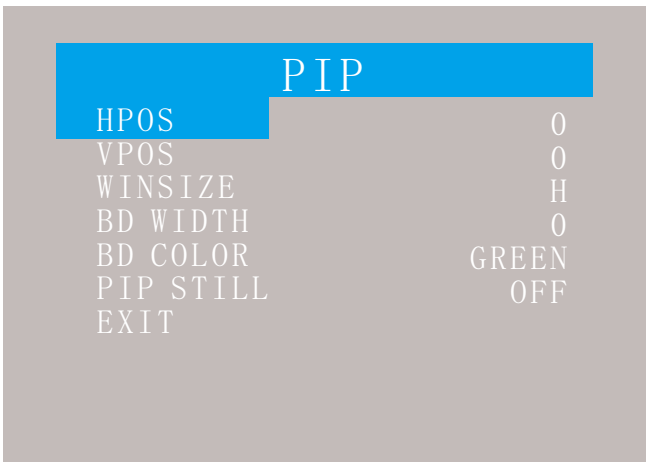 PIP
HPOS 0
VPOS 0
WINSIZE H
BD WIDTH 0
BD COLOR GREEN
PIP STILL OFF
EXIT